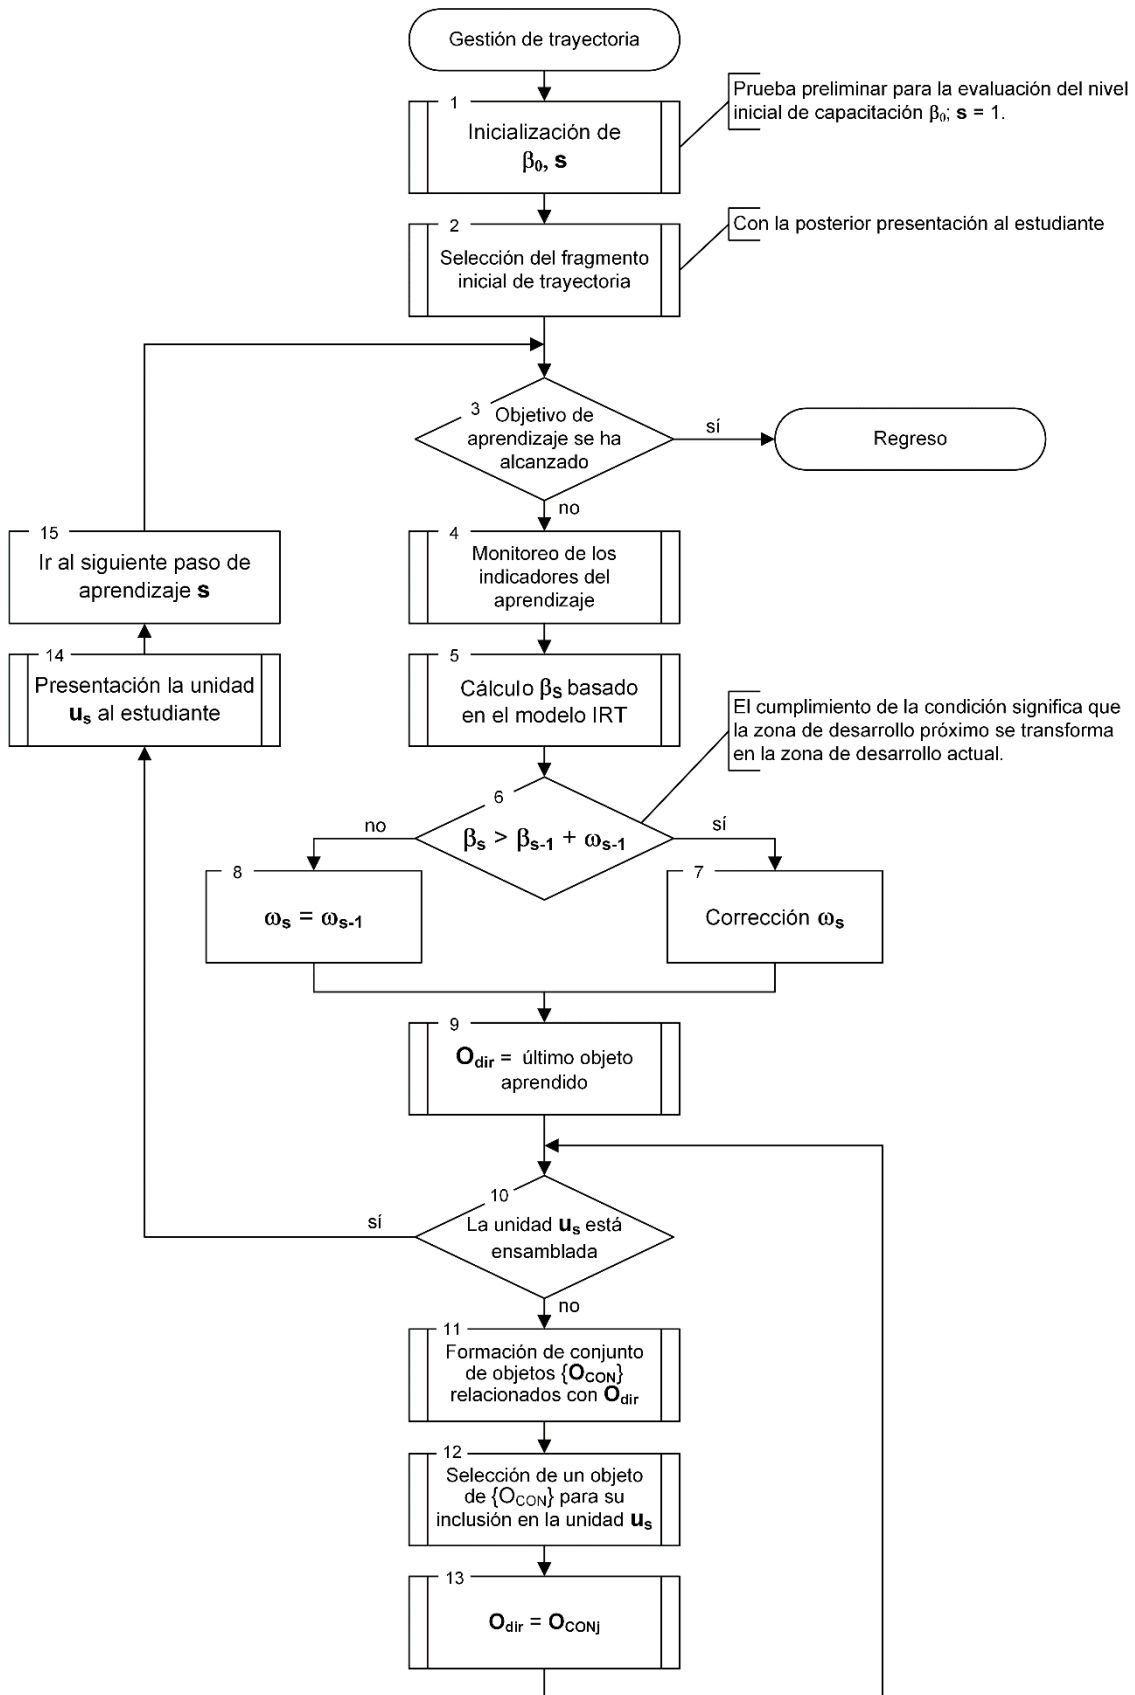 Gestión de trayectoria
Prueba preliminar para la evaluación del nivel
inicial de capacitación β₀; s = 1.
1
Inicialización de
β₀, s
Con la posterior presentación al estudiante
2
Selección del fragmento
inicial de trayectoria
3
Objetivo de
aprendizaje se ha
alcanzado
sí
Regreso
no
15
Ir al siguiente paso de
aprendizaje s
4
Monitoreo de los
indicadores del
aprendizaje
14
Presentación la unidad
uₛ al estudiante
5
Cálculo βS basado
en el modelo IRT
El cumplimiento de la condición significa que
la zona de desarrollo próximo se transforma
en la zona de desarrollo actual.
6
βs > βs-1 + ωs-1
no
sí
8
ωs = ωs-1
7
Corrección ωs
9
Odir = último objeto
aprendido
10
La unidad us está
ensamblada
sí
no
11
Formación de conjunto
de objetos {OCON}
relacionados con Odir
12
Selección de un objeto
de {OCON} para su
inclusión en la unidad us
13
Odir = OCONj